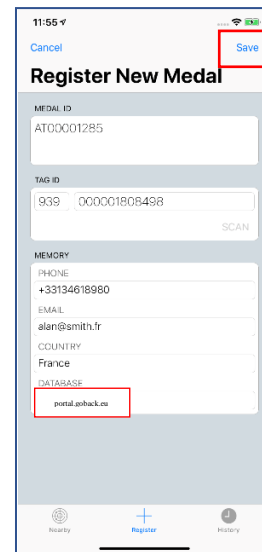 11:55
Cancel
Save
Register New Medal
MEDAL ID
AT00001285
TAG ID
939 000001808498
SCAN
MEMORY
PHONE
+33134618980
EMAIL
alan@smith.fr
COUNTRY
France
DATABASE
portal.goback.eu
Nearby Register History